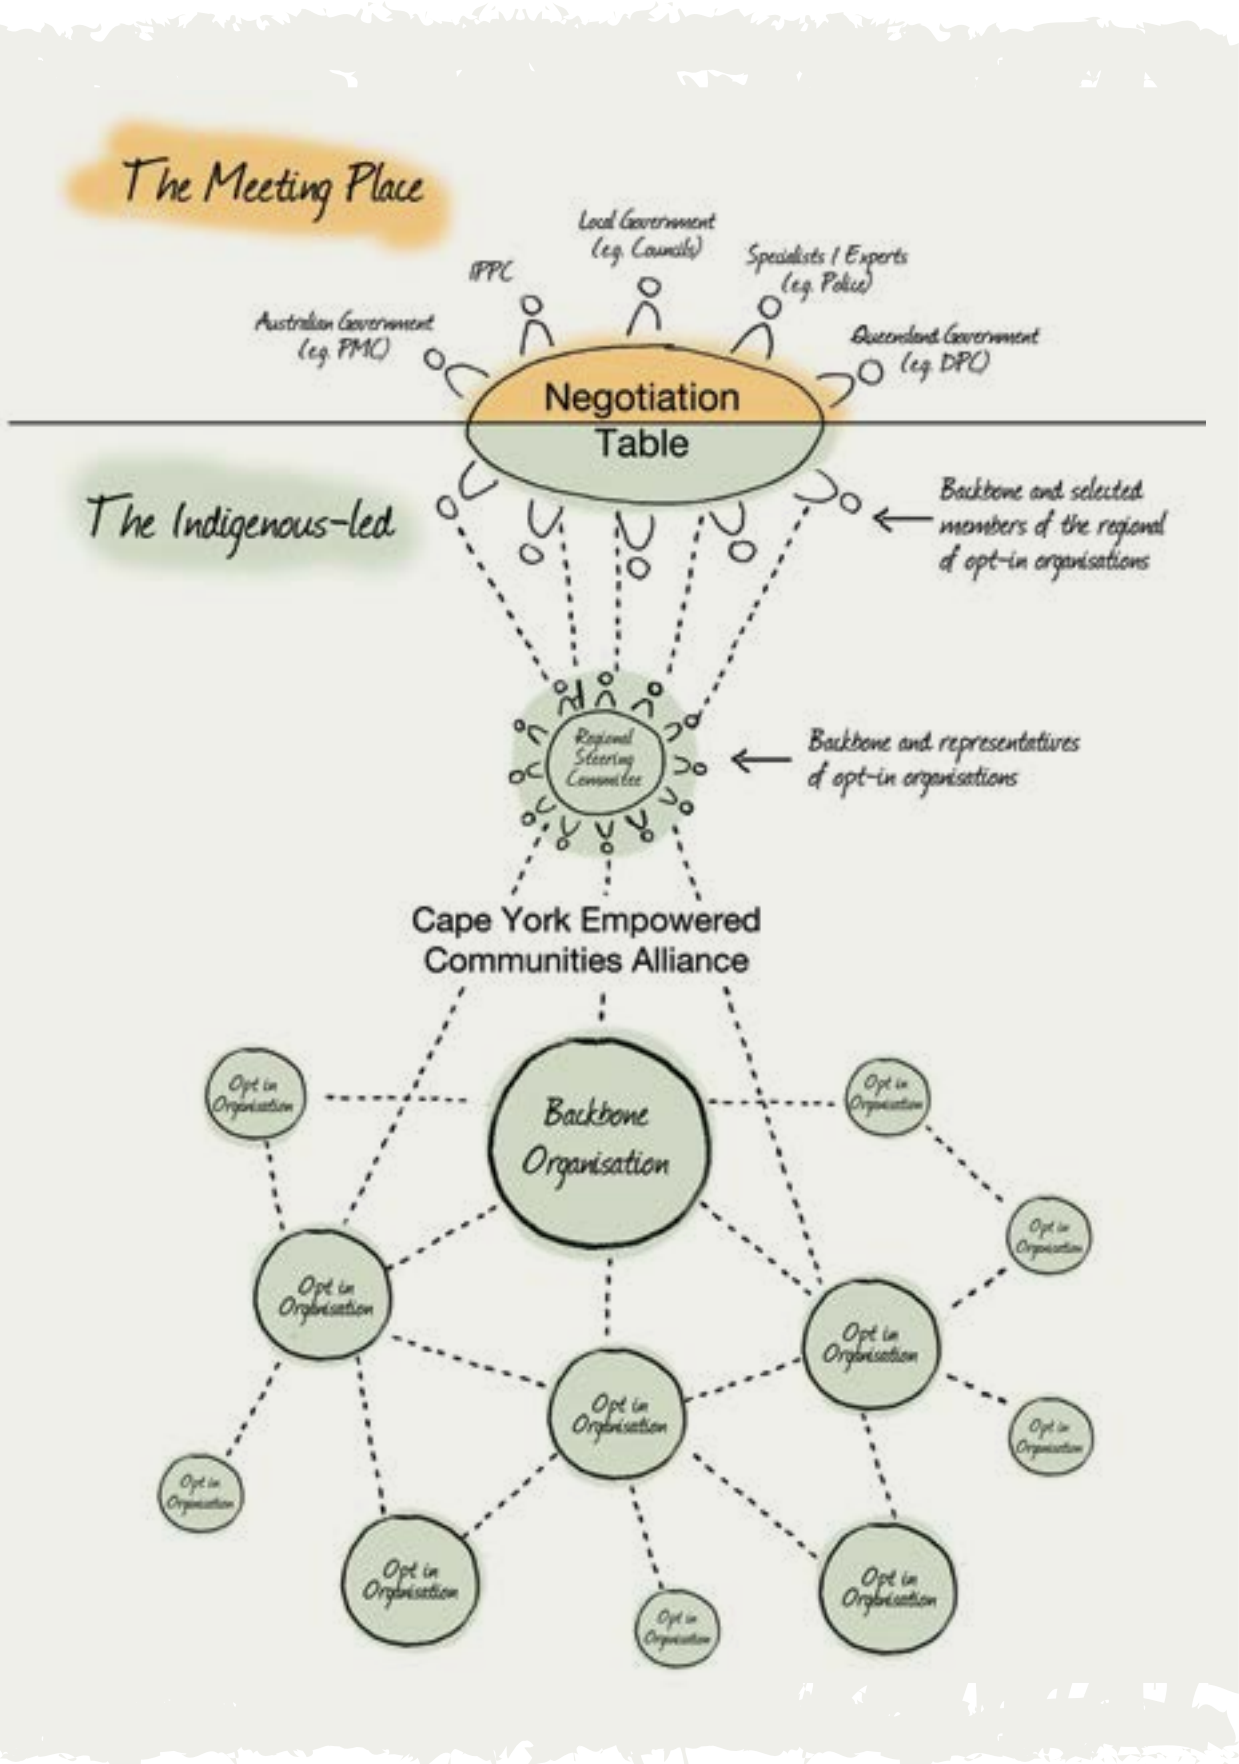 The Meeting Place
Local Government
(e.g. Councils)
IPPC
Specialists / Experts
(e.g. Police)
Australian Government
(e.g. PMC)
Queensland Government
(e.g. DPC)
Negotiation
Table
The Indigenous-led
Backbone and selected
members of the regional
of opt-in organisations
Regional
Steering
Committee
Backbone and representatives
of opt-in organisations
Cape York Empowered
Communities Alliance
Opt in
Organisation
Backbone
Organisation
Opt in
Organisation
Opt in
Organisation
Opt in
Organisation
Opt in
Organisation
Opt in
Organisation
Opt in
Organisation
Opt in
Organisation
Opt in
Organisation
Opt in
Organisation
Opt in
Organisation